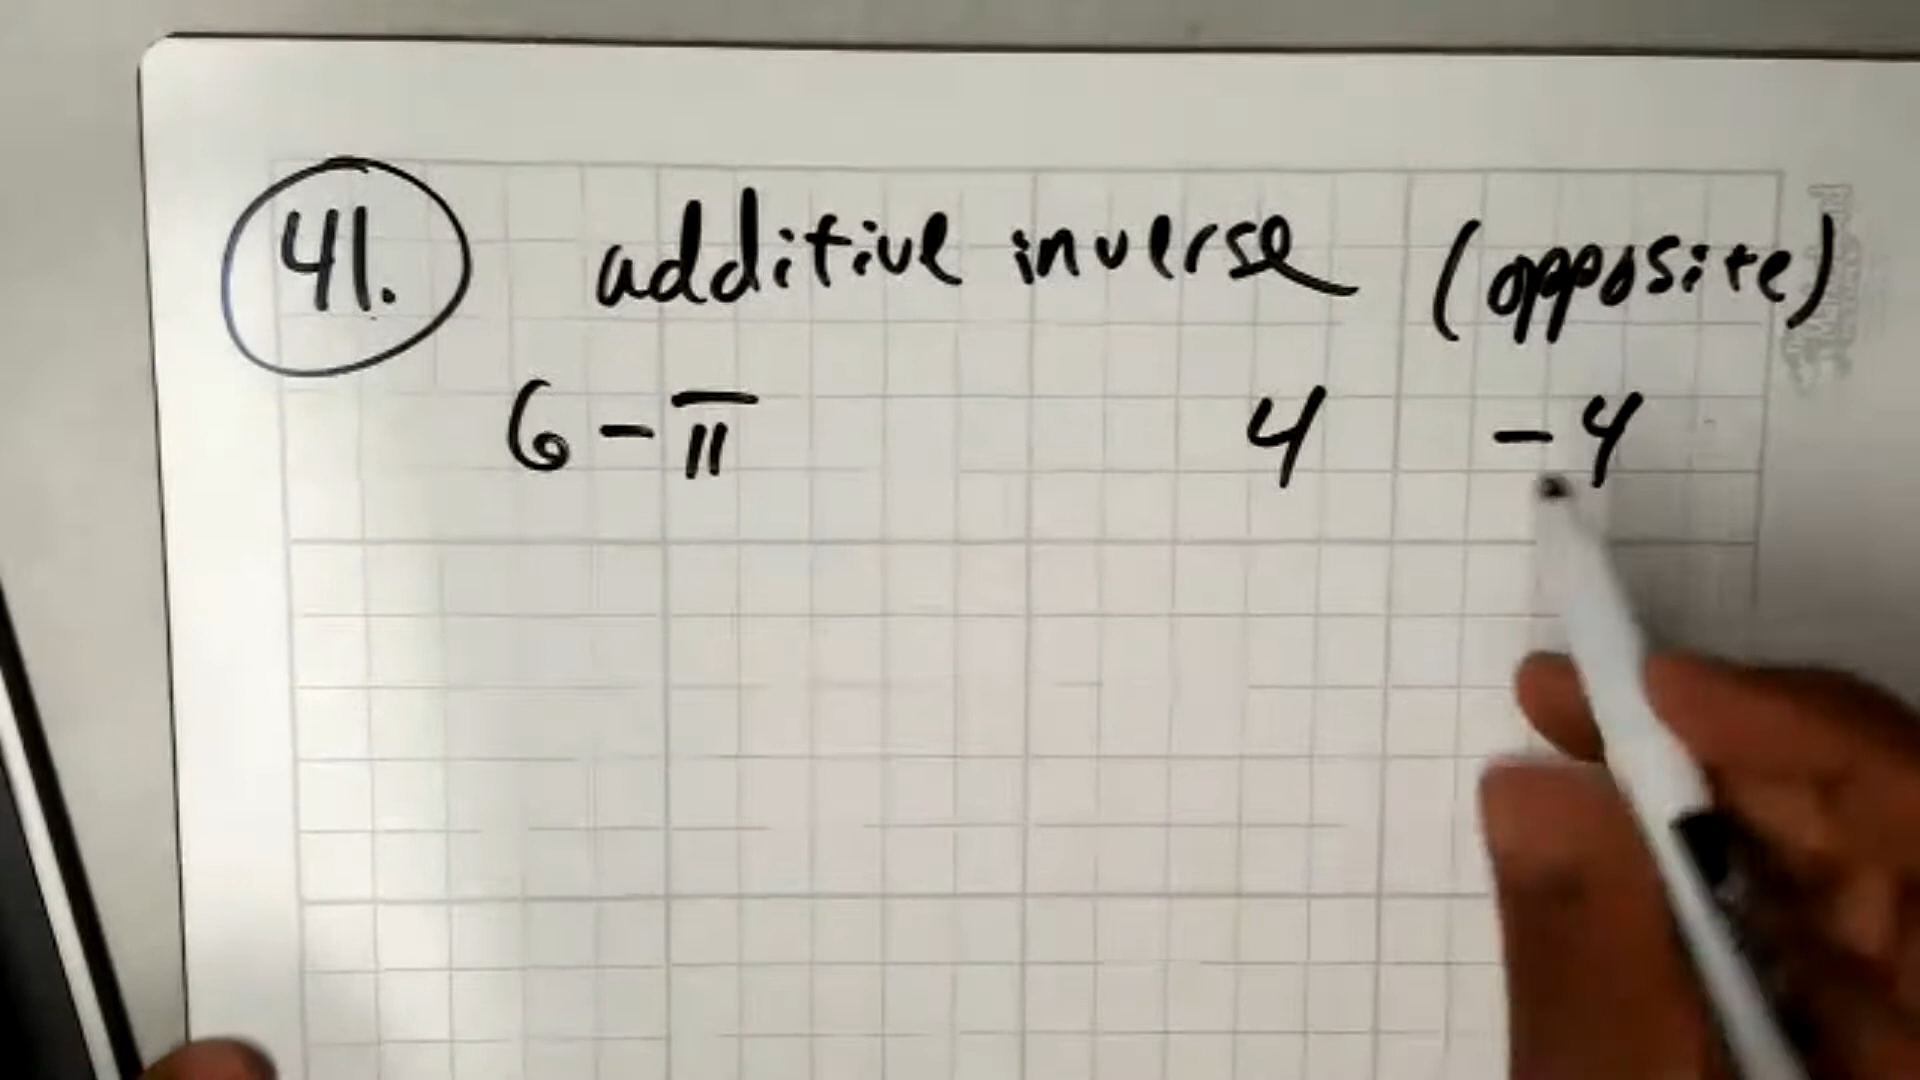 41. additive inverse (opposite)
6 - π 4 -4